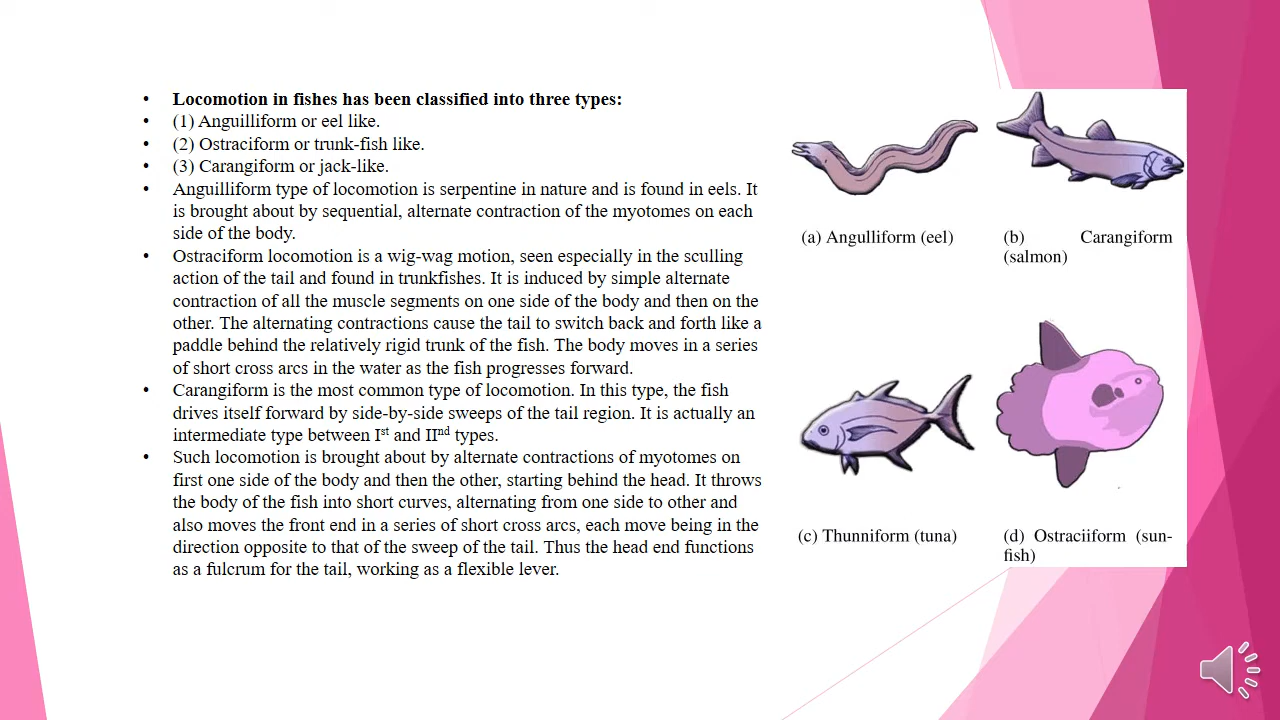 • Locomotion in fishes has been classified into three types:
• (1) Anguilliform or eel like.
• (2) Ostraciform or trunk-fish like.
• (3) Carangiform or jack-like.
• Anguilliform type of locomotion is serpentine in nature and is found in eels. It
is brought about by sequential, alternate contraction of the myotomes on each
side of the body.
• Ostraciform locomotion is a wig-wag motion, seen especially in the sculling
action of the tail and found in trunkfishes. It is induced by simple alternate
contraction of all the muscle segments on one side of the body and then on the
other. The alternating contractions cause the tail to switch back and forth like a
paddle behind the relatively rigid trunk of the fish. The body moves in a series
of short cross arcs in the water as the fish progresses forward.
• Carangiform is the most common type of locomotion. In this type, the fish
drives itself forward by side-by-side sweeps of the tail region. It is actually an
intermediate type between Ist and IInd types.
• Such locomotion is brought about by alternate contractions of myotomes on
first one side of the body and then the other, starting behind the head. It throws
the body of the fish into short curves, alternating from one side to other and
also moves the front end in a series of short cross arcs, each move being in the
direction opposite to that of the sweep of the tail. Thus the head end functions
as a fulcrum for the tail, working as a flexible lever.
(a) Angulliform (eel)
(b) Carangiform
(salmon)
(c) Thunniform (tuna)
(d) Ostraciiform (sun-
fish)